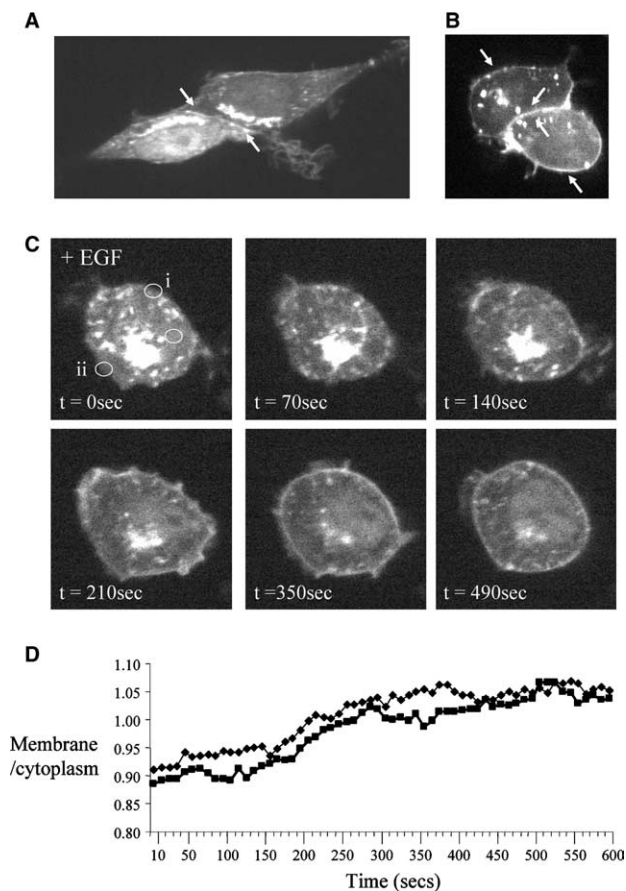 A
B
C
+ EGF
i
ii
t = 0sec
t = 70sec
t = 140sec
t = 210sec
t = 350sec
t = 490sec
D
1.10
1.05
1.00
0.95
0.90
0.85
0.80
Membrane
/cytoplasm
10 50 100 150 200 250 300 350 400 450 500 550 600
Time (secs)